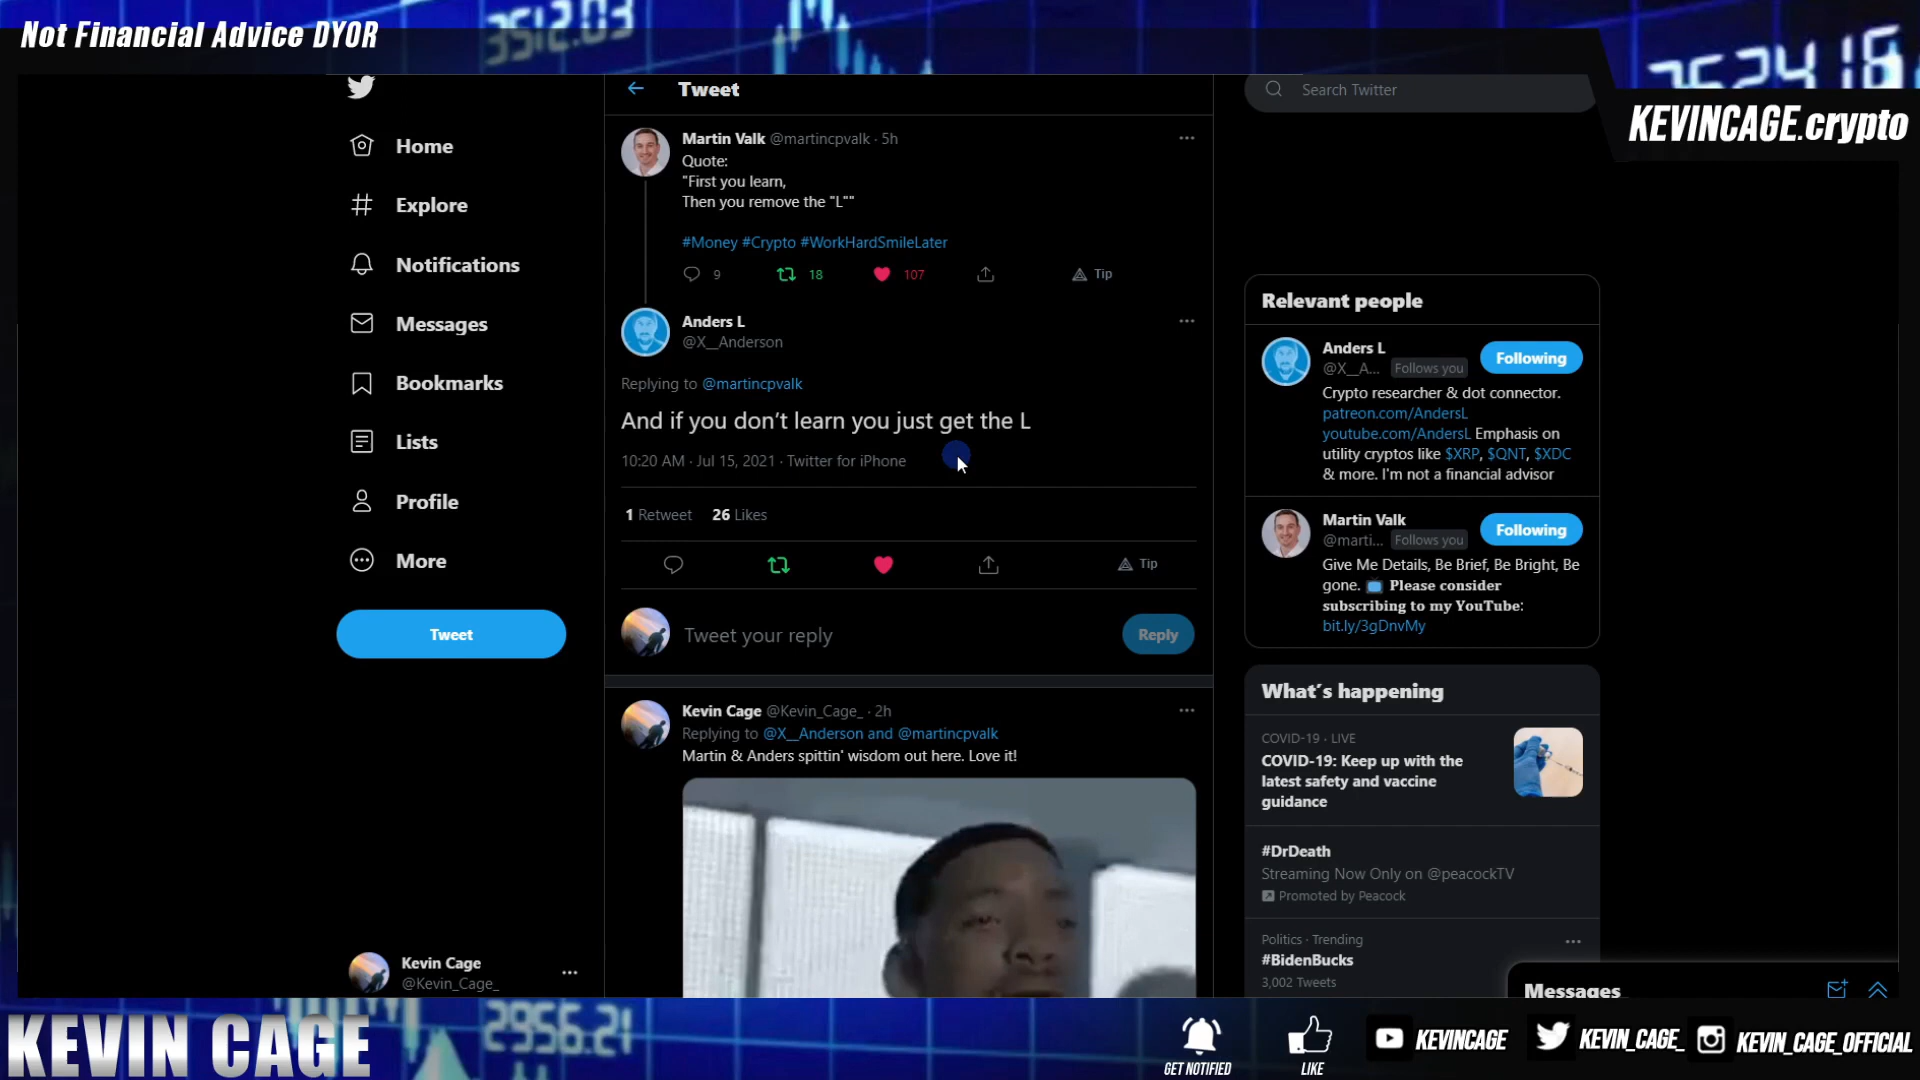 Not Financial Advice DYOR
3512.03
KEVINCAGE.crypto
Home
Explore
Notifications
Messages
Bookmarks
Lists
Profile
More
Tweet
Kevin Cage
@Kevin_Cage_
Tweet
Martin Valk @martincpvalk · 5h
Quote:
"First you learn,
Then you remove the "L""
#Money #Crypto #WorkHardSmileLater
9 18 107 Tip
Anders L
@X__Anderson
Replying to @martincpvalk
And if you don’t learn you just get the L
10:20 AM · Jul 15, 2021 · Twitter for iPhone
1 Retweet 26 Likes
Tip
Tweet your reply
Reply
Kevin Cage @Kevin_Cage_ · 2h
Replying to @X__Anderson and @martincpvalk
Martin & Anders spittin' wisdom out here. Love it!
Search Twitter
Relevant people
Anders L
@X__A... Follows you
Following
Crypto researcher & dot connector.
patreon.com/AndersL
youtube.com/AndersL Emphasis on
utility cryptos like $XRP, $QNT, $XDC
& more. I'm not a financial advisor
Martin Valk
@marti... Follows you
Following
Give Me Details, Be Brief, Be Bright, Be
gone. Please consider
subscribing to my YouTube:
bit.ly/3gDnvMy
What’s happening
COVID-19 · LIVE
COVID-19: Keep up with the
latest safety and vaccine
guidance
#DrDeath
Streaming Now Only on @peacockTV
Promoted by Peacock
Politics · Trending
#BidenBucks
3,002 Tweets
Messages
KEVIN CAGE
2956.21
GET NOTIFIED
LIKE
KEVINCAGE
KEVIN_CAGE_
KEVIN_CAGE_OFFICIAL